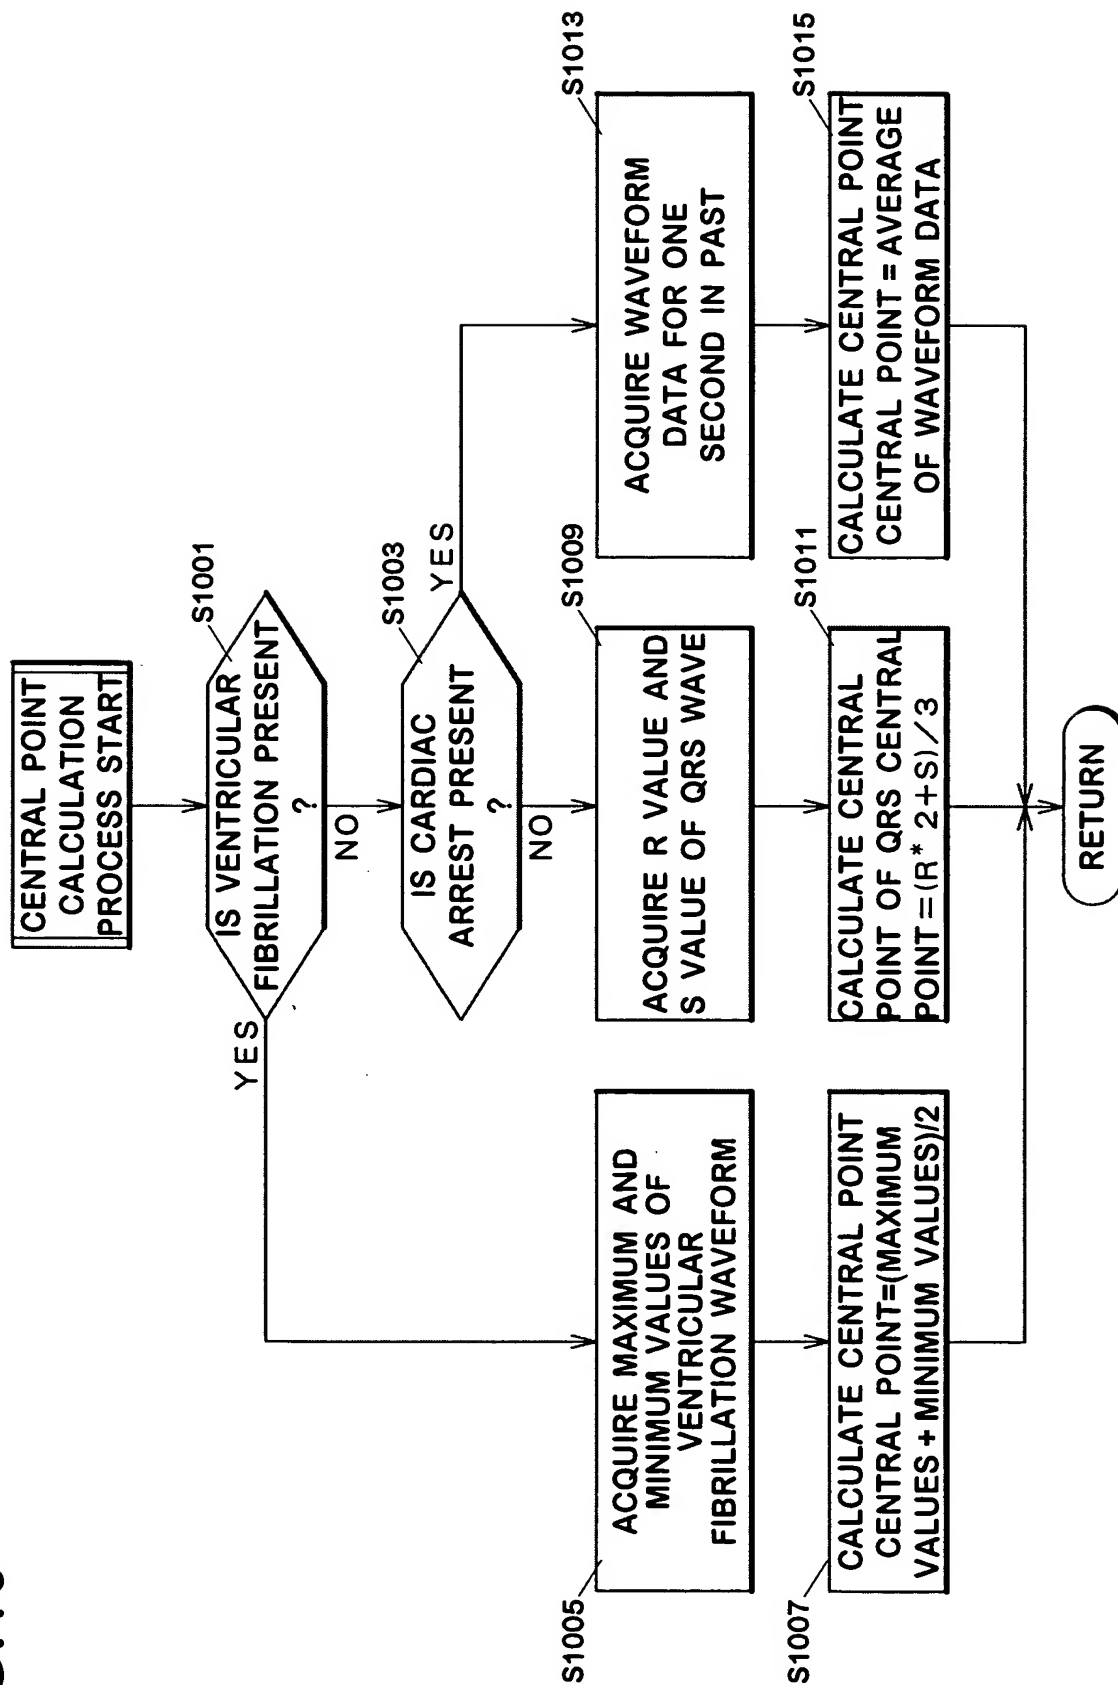 CENTRAL POINT
CALCULATION
PROCESS START
S1001
IS VENTRICULAR
FIBRILLATION PRESENT
?
YES
NO
S1003
IS CARDIAC
ARREST PRESENT
?
YES
NO
S1005
ACQUIRE MAXIMUM AND
MINIMUM VALUES OF
VENTRICULAR
FIBRILLATION WAVEFORM
S1009
ACQUIRE R VALUE AND
S VALUE OF QRS WAVE
S1013
ACQUIRE WAVEFORM
DATA FOR ONE
SECOND IN PAST
S1007
CALCULATE CENTRAL POINT
CENTRAL POINT=(MAXIMUM
VALUES + MINIMUM VALUES)/2
S1011
CALCULATE CENTRAL
POINT OF QRS CENTRAL
POINT=(R* 2+S)/3
S1015
CALCULATE CENTRAL POINT
CENTRAL POINT = AVERAGE
OF WAVEFORM DATA
RETURN